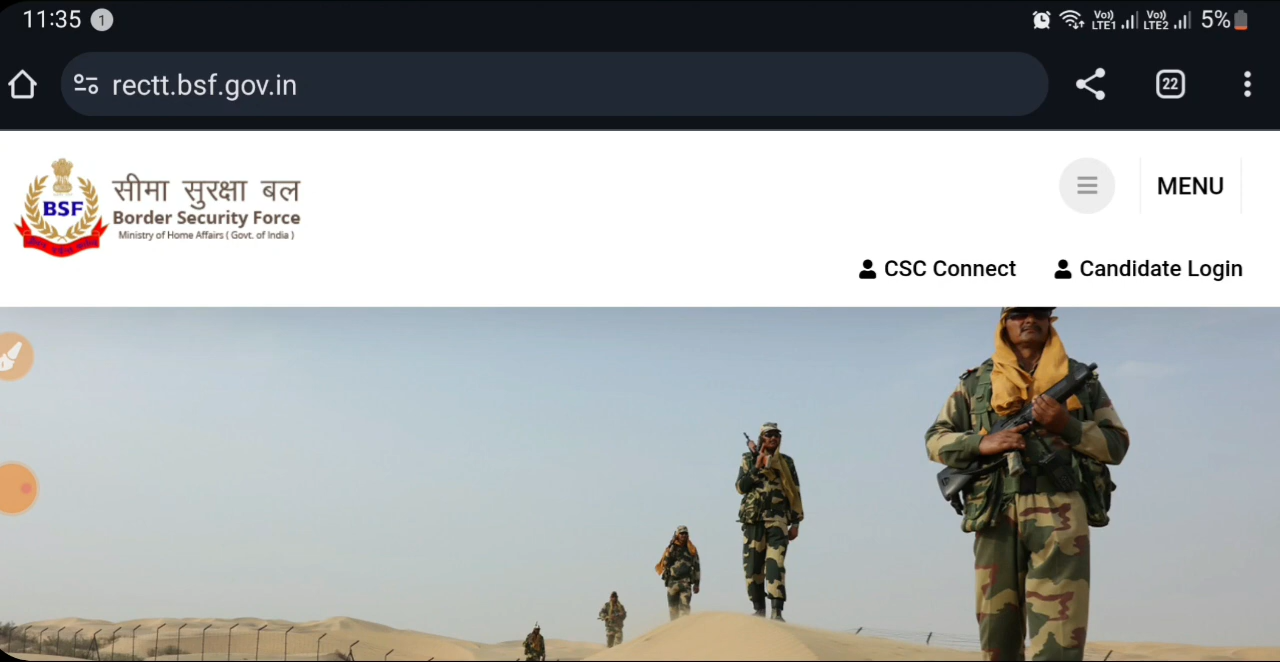 11:35 1 Vo)) LTE1 Vo)) LTE2 5%
rectt.bsf.gov.in 22
BSF
सीमा सुरक्षा बल
Border Security Force
Ministry of Home Affairs ( Govt. of India )
MENU
CSC Connect Candidate Login